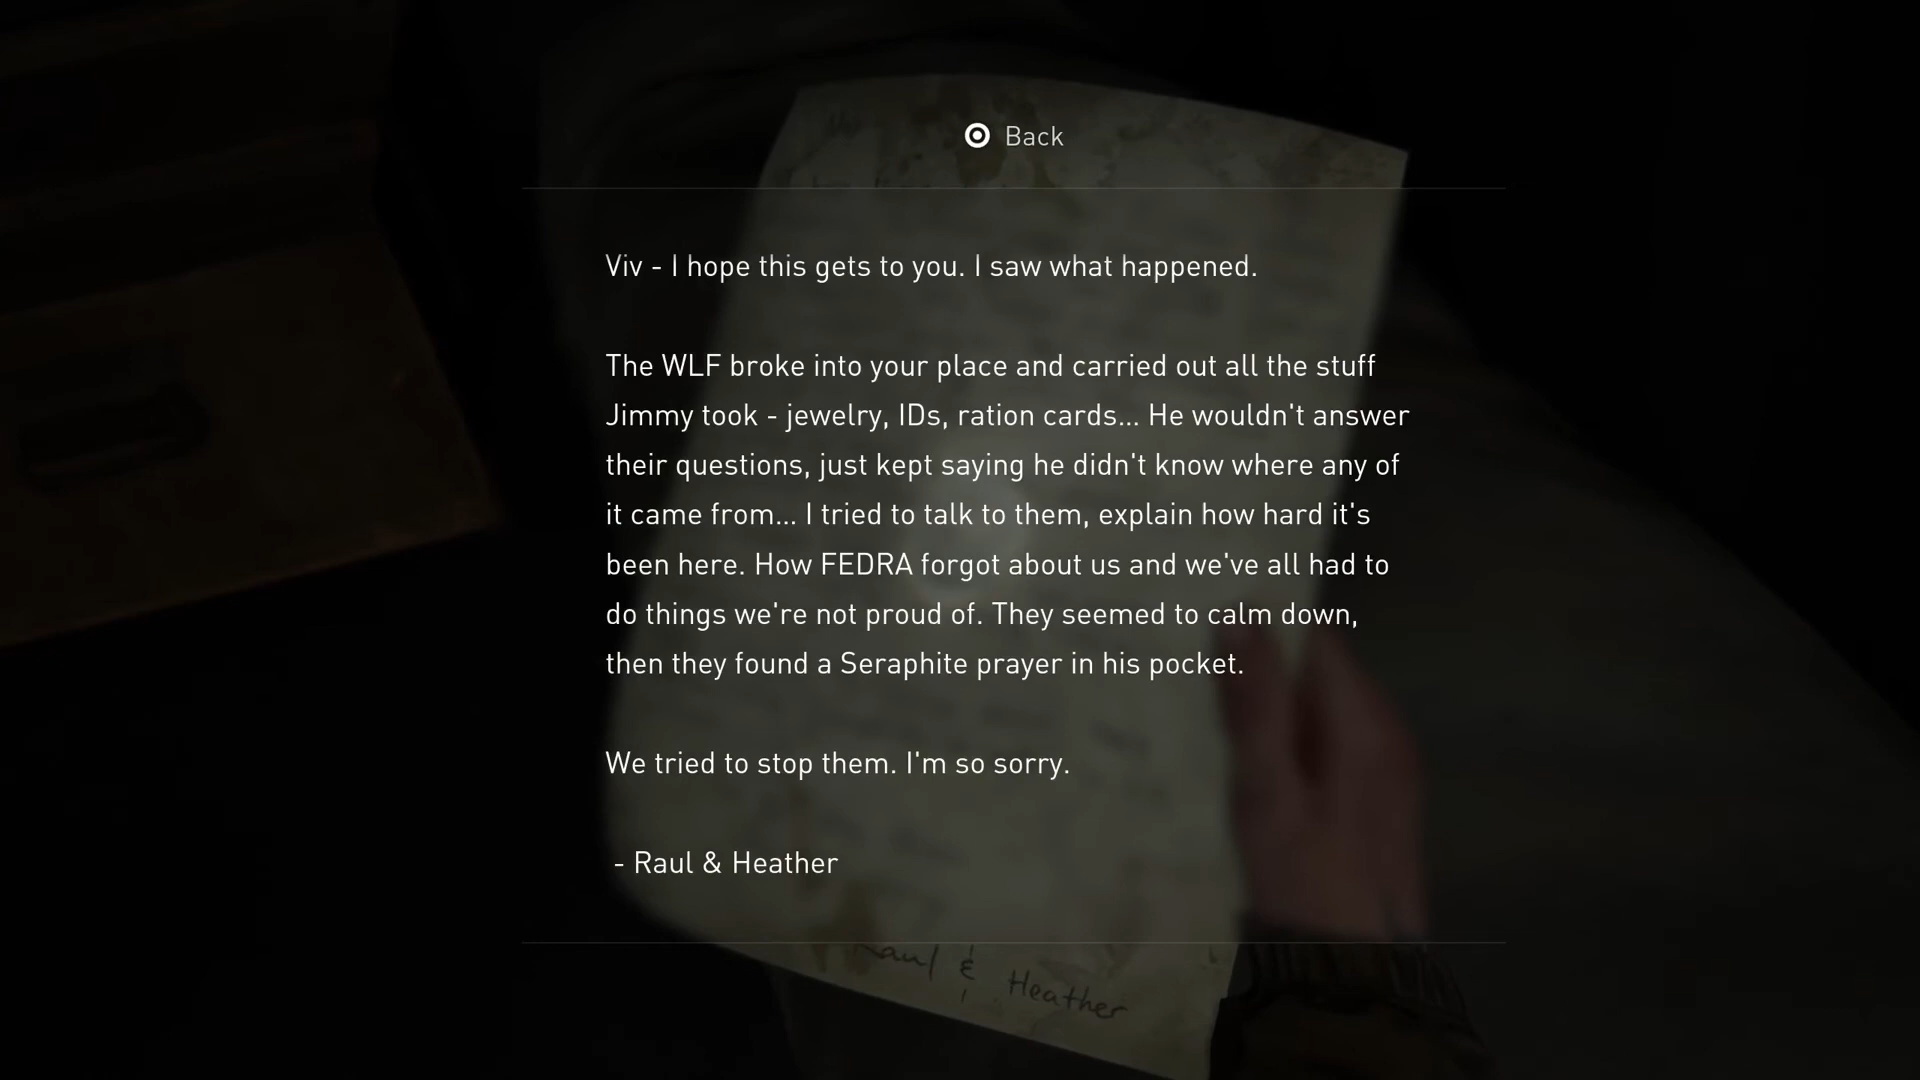 Back
Viv - I hope this gets to you. I saw what happened.
The WLF broke into your place and carried out all the stuff
Jimmy took - jewelry, IDs, ration cards... He wouldn't answer
their questions, just kept saying he didn't know where any of
it came from... I tried to talk to them, explain how hard it's
been here. How FEDRA forgot about us and we've all had to
do things we're not proud of. They seemed to calm down,
then they found a Seraphite prayer in his pocket.
We tried to stop them. I'm so sorry.
- Raul & Heather
Raul & Heather